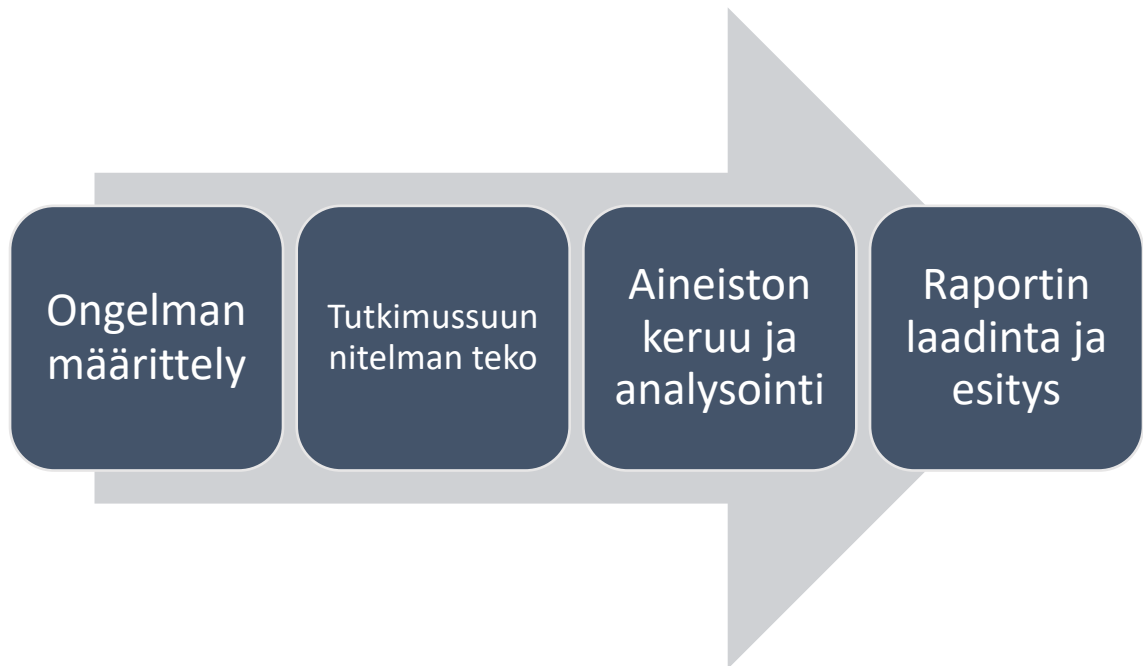 Ongelman
määrittely
Tutkimussuun
nitelman teko
Aineiston
keruu ja
analysointi
Raportin
laadinta ja
esitys